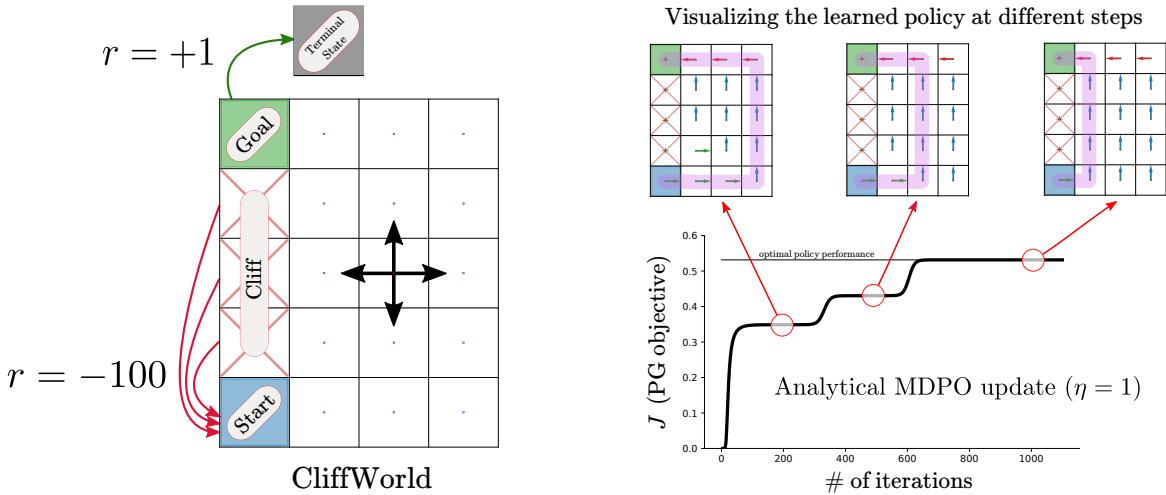 r = +1
Terminal
State
Goal
Cliff
r = −100
Start
CliffWorld
Visualizing the learned policy at different steps
0.6
optimal policy performance
0.5
0.4
0.3
0.2
0.1
0.0
J (PG objective)
Analytical MDPO update (η = 1)
0
200
400
600
800
1000
# of iterations